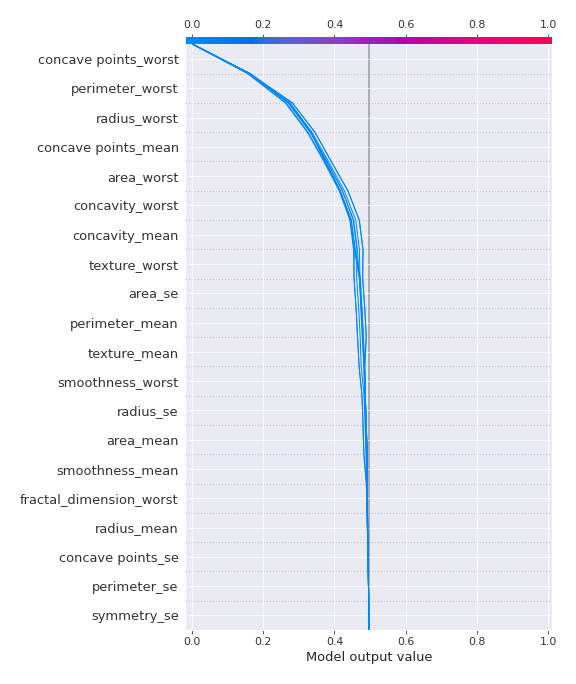 0.0 0.2 0.4 0.6 0.8 1.0
concave points_worst
perimeter_worst
radius_worst
concave points_mean
area_worst
concavity_worst
concavity_mean
texture_worst
area_se
perimeter_mean
texture_mean
smoothness_worst
radius_se
area_mean
smoothness_mean
fractal_dimension_worst
radius_mean
concave points_se
perimeter_se
symmetry_se
0.0 0.2 0.4 0.6 0.8 1.0
Model output value